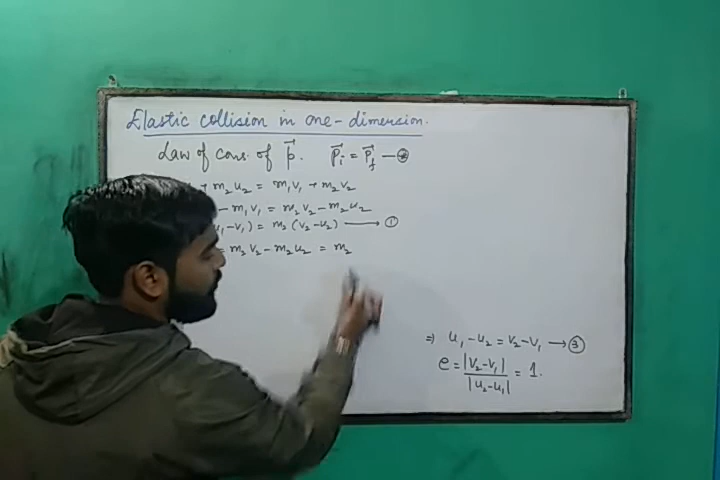 Elastic collision in one-dimension.
Law of cons. of p⃗. p⃗i = p⃗f —
+ m₂u₂ = m₁v₁ + m₂v₂
- m₁v₁ = m₂v₂ - m₂u₂
u₁ - v₁) = m₂ (v₂ - u₂) → ①
= m₂v₂ - m₂u₂ = m₂
⇒ u₁ - u₂ = v₂ - v₁ → ③
e = |v₂ - v₁| / |u₂ - u₁| = 1.